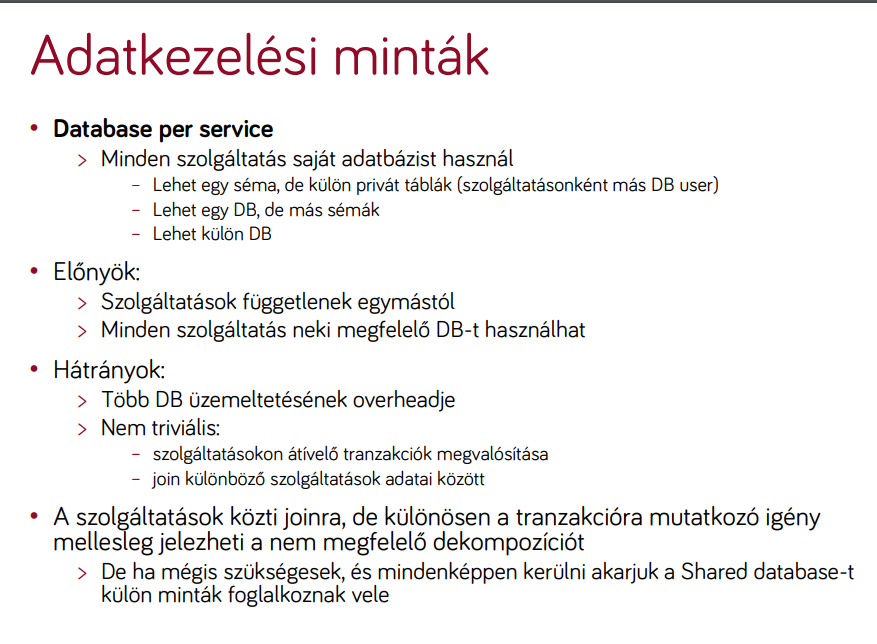 Adatkezelési minták
• Database per service
> Minden szolgáltatás saját adatbázist használ
– Lehet egy séma, de külön privát táblák (szolgáltatásonként más DB user)
– Lehet egy DB, de más sémák
– Lehet külön DB
• Előnyök:
> Szolgáltatások függetlenek egymástól
> Minden szolgáltatás neki megfelelő DB-t használhat
• Hátrányok:
> Több DB üzemeltetésének overheadje
> Nem triviális:
– szolgáltatásokon átívelő tranzakciók megvalósítása
– join különböző szolgáltatások adatai között
• A szolgáltatások közti joinra, de különösen a tranzakcióra mutatkozó igény
mellesleg jelezheti a nem megfelelő dekompozíciót
> De ha mégis szükségesek, és mindenképpen kerülni akarjuk a Shared database-t
külön minták foglalkoznak vele